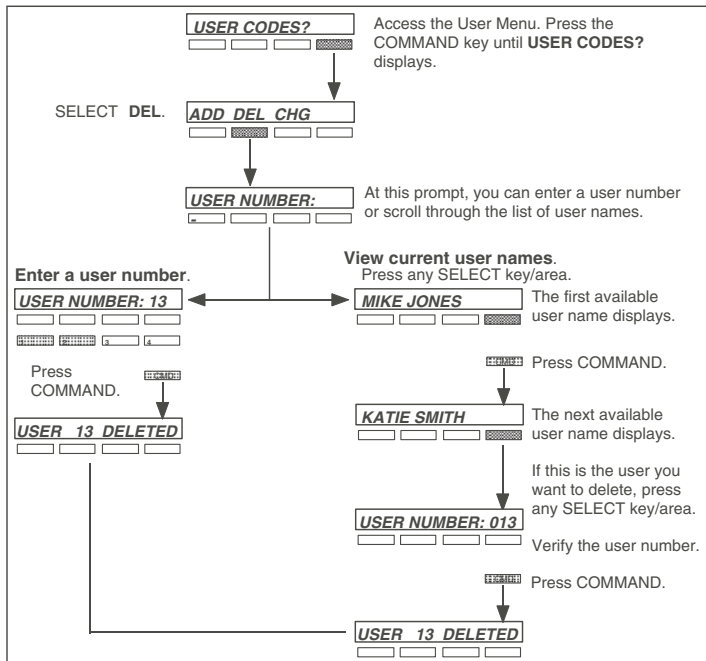 USER CODES?
Access the User Menu. Press the
COMMAND key until USER CODES?
displays.
SELECT DEL.
ADD DEL CHG
USER NUMBER:
At this prompt, you can enter a user number
or scroll through the list of user names.
Enter a user number.
USER NUMBER: 13
1 2 3 4
Press
COMMAND.
CMD
USER 13 DELETED
View current user names.
Press any SELECT key/area.
MIKE JONES
The first available
user name displays.
CMD
Press COMMAND.
KATIE SMITH
The next available
user name displays.
If this is the user you
want to delete, press
any SELECT key/area.
USER NUMBER: 013
Verify the user number.
CMD
Press COMMAND.
USER 13 DELETED